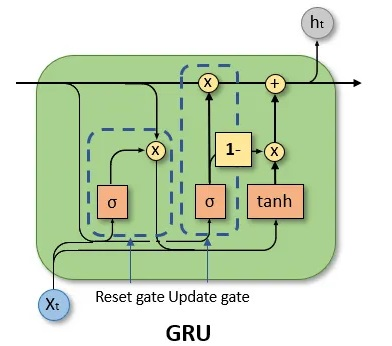 ht
x
+
x
1-
x
σ
σ
tanh
Xt
Reset gate Update gate
GRU